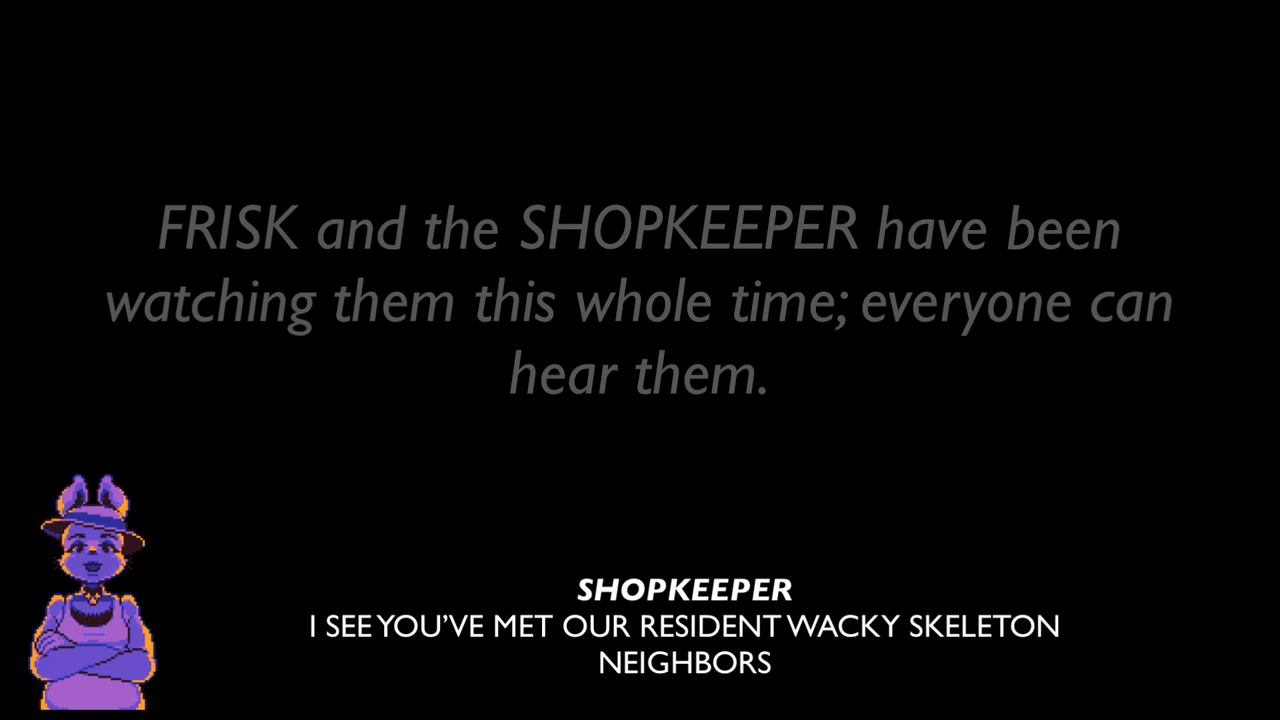 FRISK and the SHOPKEEPER have been
watching them this whole time; everyone can
hear them.
SHOPKEEPER
I SEE YOU’VE MET OUR RESIDENT WACKY SKELETON
NEIGHBORS